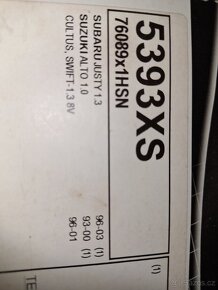 5393XS
76089x1HSN
SUBARU JUSTY 1.3 96-03 (1)
SUZUKI ALTO 1.0 93-00 (1)
CULTUS, SWIFT-1.3 8V 96-01
(1)